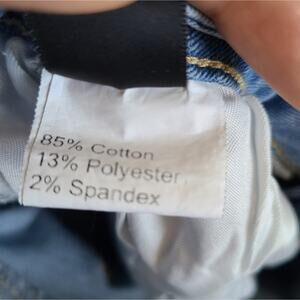 85% Cotton
13% Polyester
2% Spandex